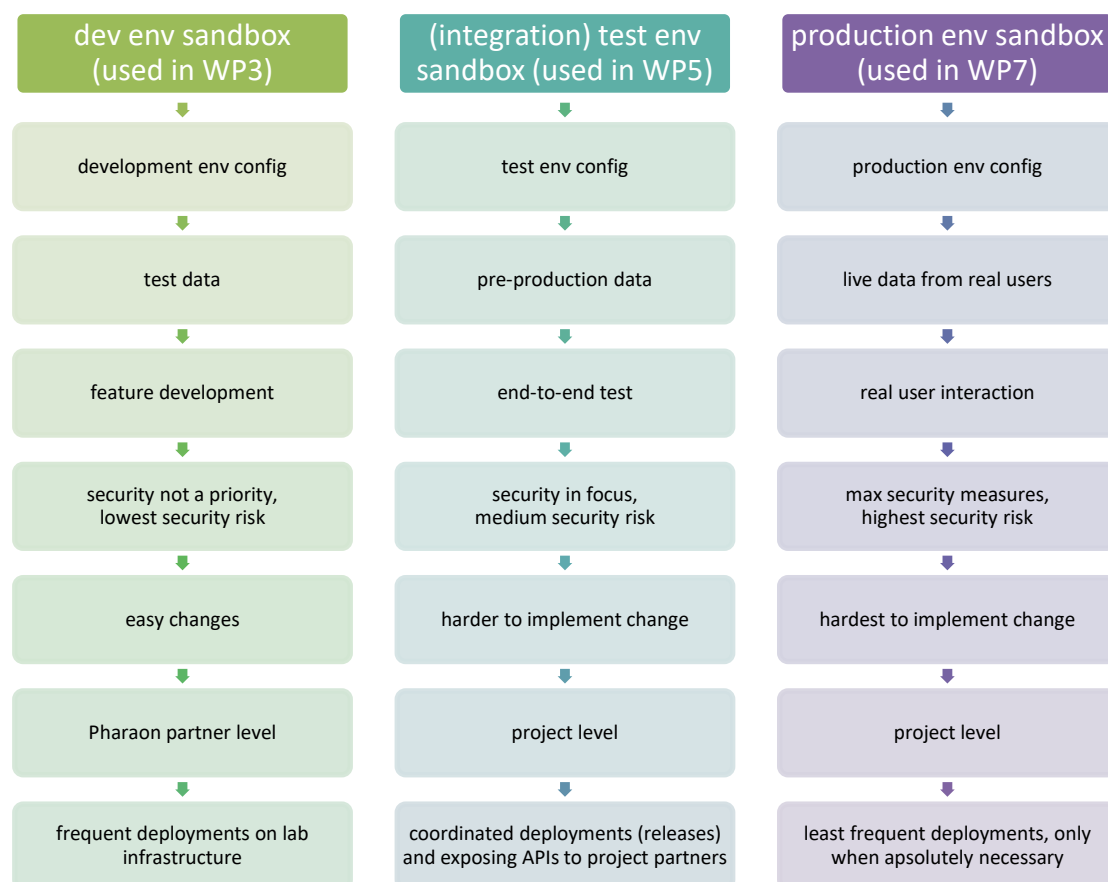 dev env sandbox
(used in WP3)
development env config
test data
feature development
security not a priority,
lowest security risk
easy changes
Pharaon partner level
frequent deployments on lab
infrastructure
(integration) test env
sandbox (used in WP5)
test env config
pre-production data
end-to-end test
security in focus,
medium security risk
harder to implement change
project level
coordinated deployments (releases)
and exposing APIs to project partners
production env sandbox
(used in WP7)
production env config
live data from real users
real user interaction
max security measures,
highest security risk
hardest to implement change
project level
least frequent deployments, only
when apsolutely necessary